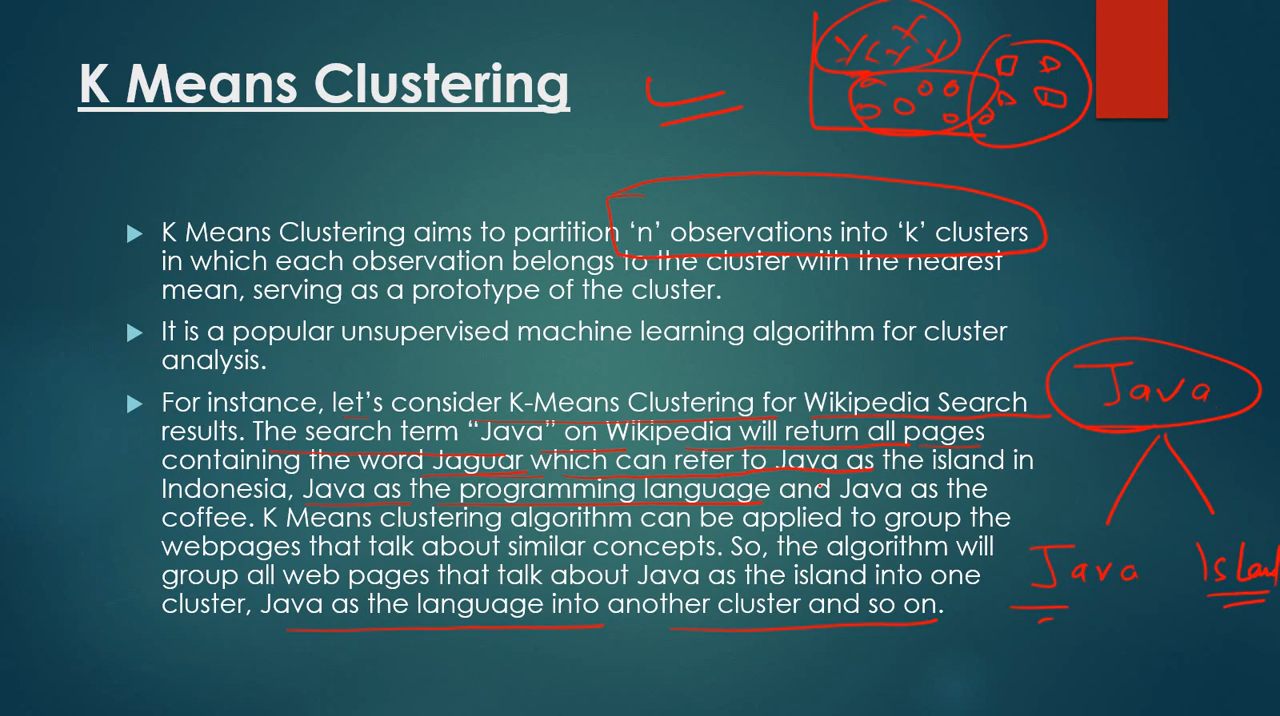 K Means Clustering
K Means Clustering aims to partition ‘n’ observations into ‘k’ clusters
in which each observation belongs to the cluster with the nearest
mean, serving as a prototype of the cluster.
It is a popular unsupervised machine learning algorithm for cluster
analysis.
For instance, let’s consider K-Means Clustering for Wikipedia Search
results. The search term “Java” on Wikipedia will return all pages
containing the word Jaguar which can refer to Java as the island in
Indonesia, Java as the programming language and Java as the
coffee. K Means clustering algorithm can be applied to group the
webpages that talk about similar concepts. So, the algorithm will
group all web pages that talk about Java as the island into one
cluster, Java as the language into another cluster and so on.
Java
Java Island